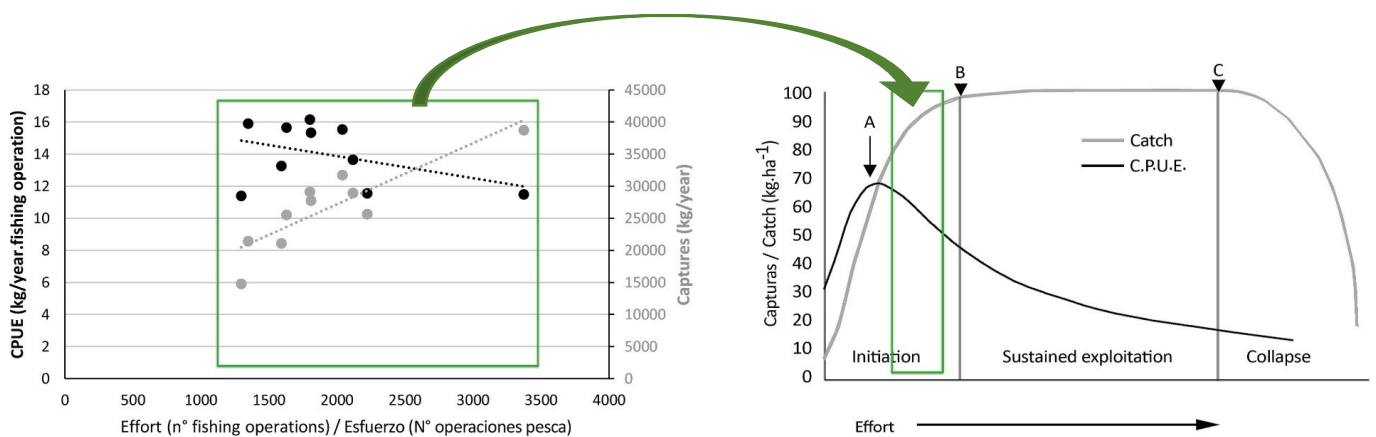 CPUE (kg/year.fishing operation)
18
16
14
12
10
8
6
4
2
0
0 500 1000 1500 2000 2500 3000 3500 4000
Effort (n° fishing operations) / Esfuerzo (N° operaciones pesca)
45000
40000
35000
30000
25000
20000
15000
10000
5000
0
Captures (kg/year)
Capturas / Catch (kg.ha⁻¹)
100
90
80
70
60
50
40
30
20
10
0
A
B
C
Catch
C.P.U.E.
Initiation Sustained exploitation Collapse
Effort